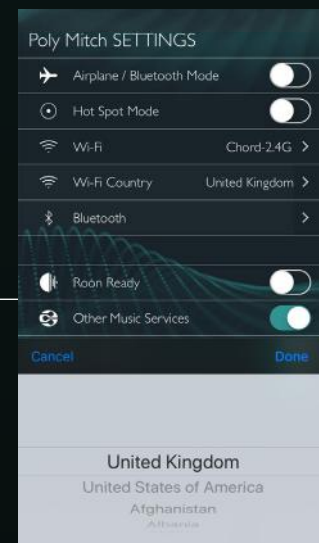 Poly Mitch SETTINGS
Airplane / Bluetooth Mode
Hot Spot Mode
Wi-Fi Chord-2.4G >
Wi-Fi Country United Kingdom >
Bluetooth >
Roon Ready
Other Music Services
Cancel Done
United Kingdom
United States of America
Afghanistan
Albania